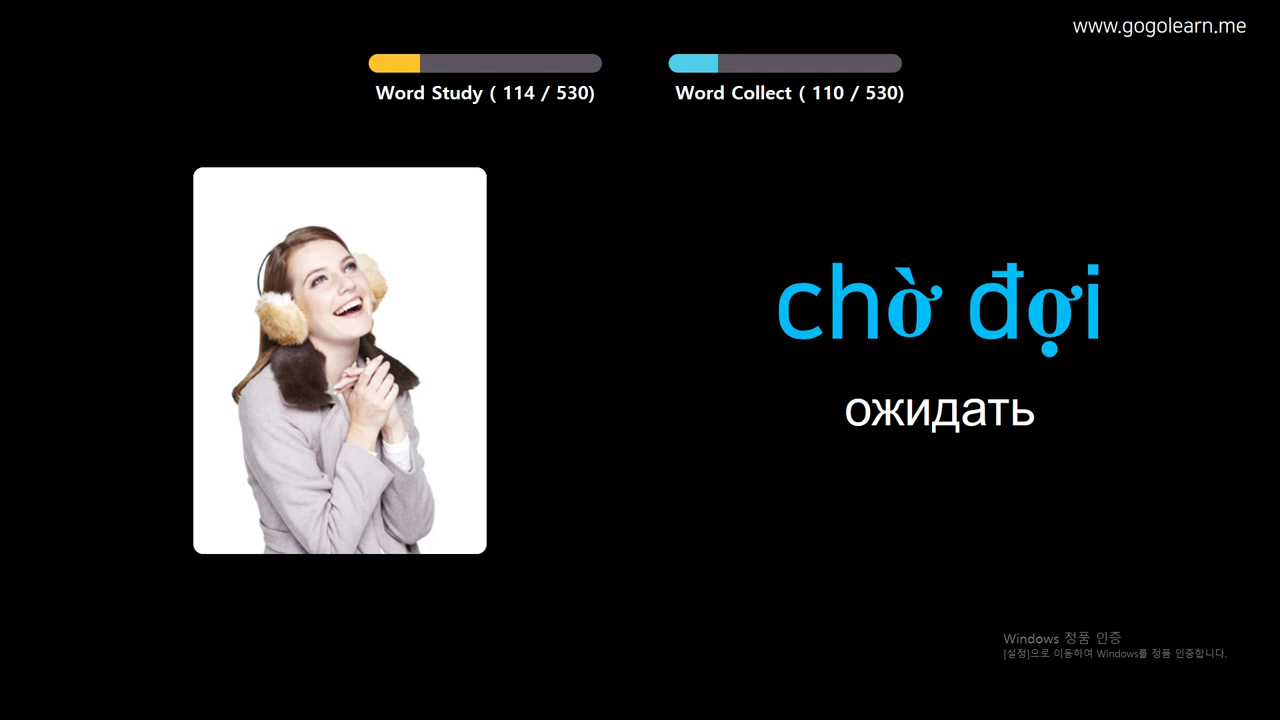 www.gogolearn.me
Word Study ( 114 / 530)
Word Collect ( 110 / 530)
chờ đợi
ожидать
Windows 정품 인증
[설정]으로 이동하여 Windows를 정품 인증합니다.